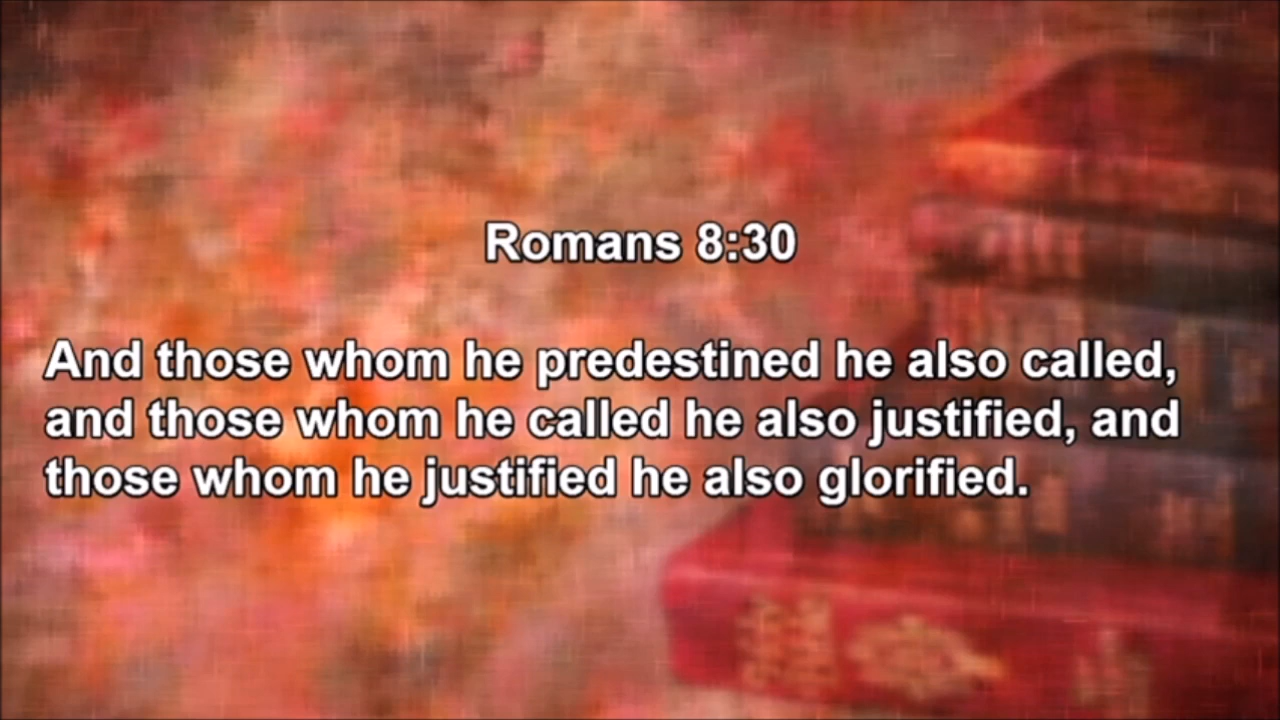 Romans 8:30
And those whom he predestined he also called,
and those whom he called he also justified, and
those whom he justified he also glorified.